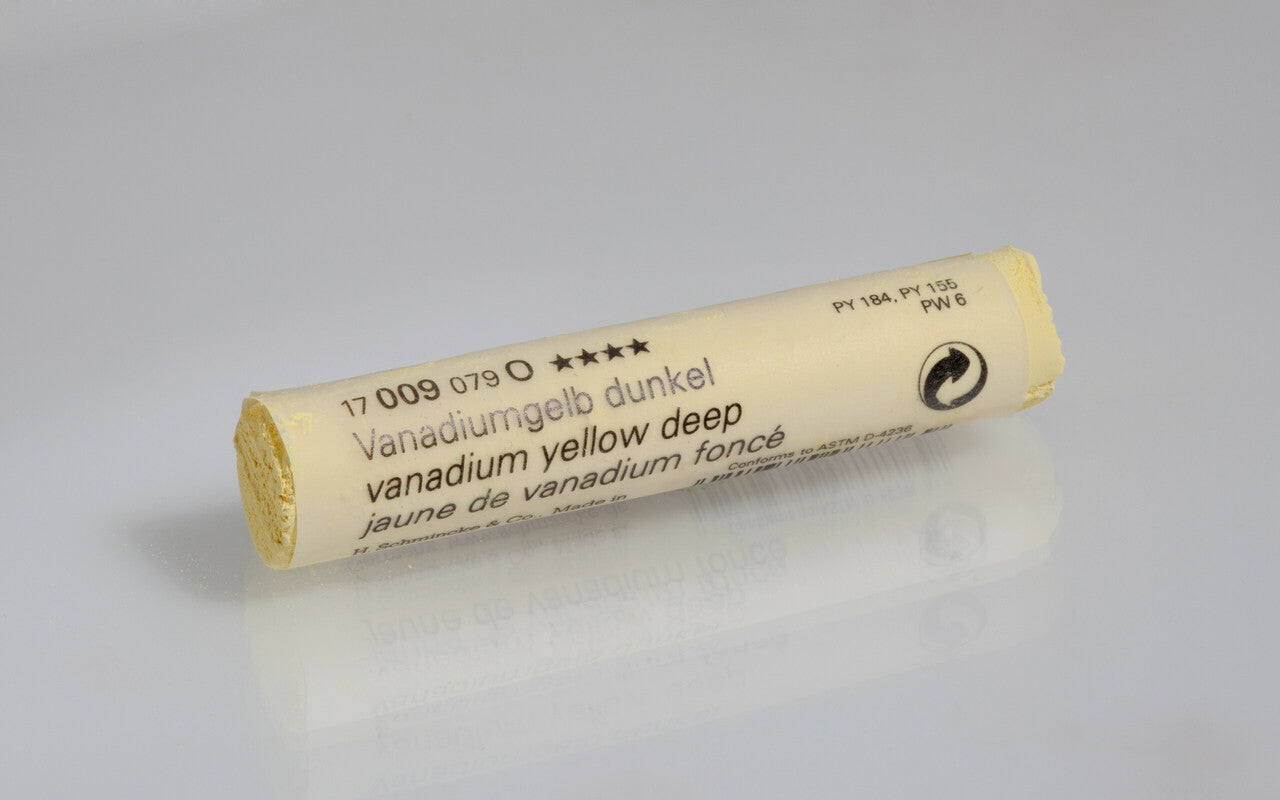 17 009 079 O ★★★★
Vanadiumgelb dunkel
vanadium yellow deep
jaune de vanadium foncé
H. Schmincke & Co., Made in
PY 184, PY 155
PW 6
Conforms to ASTM D-4236